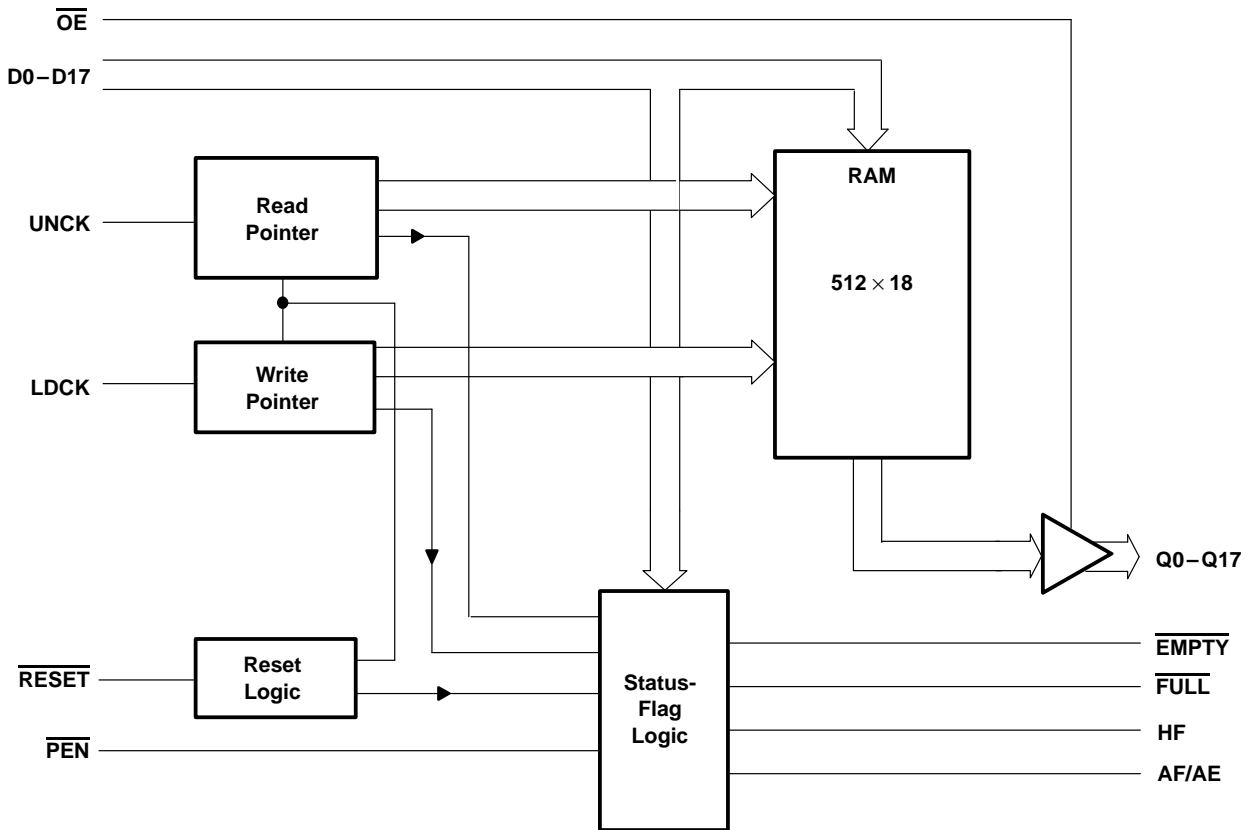 OE
D0–D17
RAM
Read
Pointer
UNCK
512 × 18
Write
Pointer
LDCK
Q0–Q17
Reset
Logic
RESET
EMPTY
Status-
Flag
Logic
FULL
HF
PEN
AF/AE